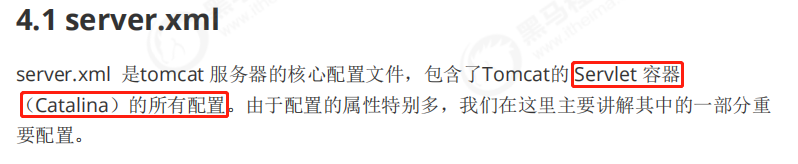 4.1 server.xml
server.xml 是tomcat 服务器的核心配置文件，包含了Tomcat的 Servlet 容器
（Catalina）的所有配置。由于配置的属性特别多，我们在这里主要讲解其中的一部分重
要配置。